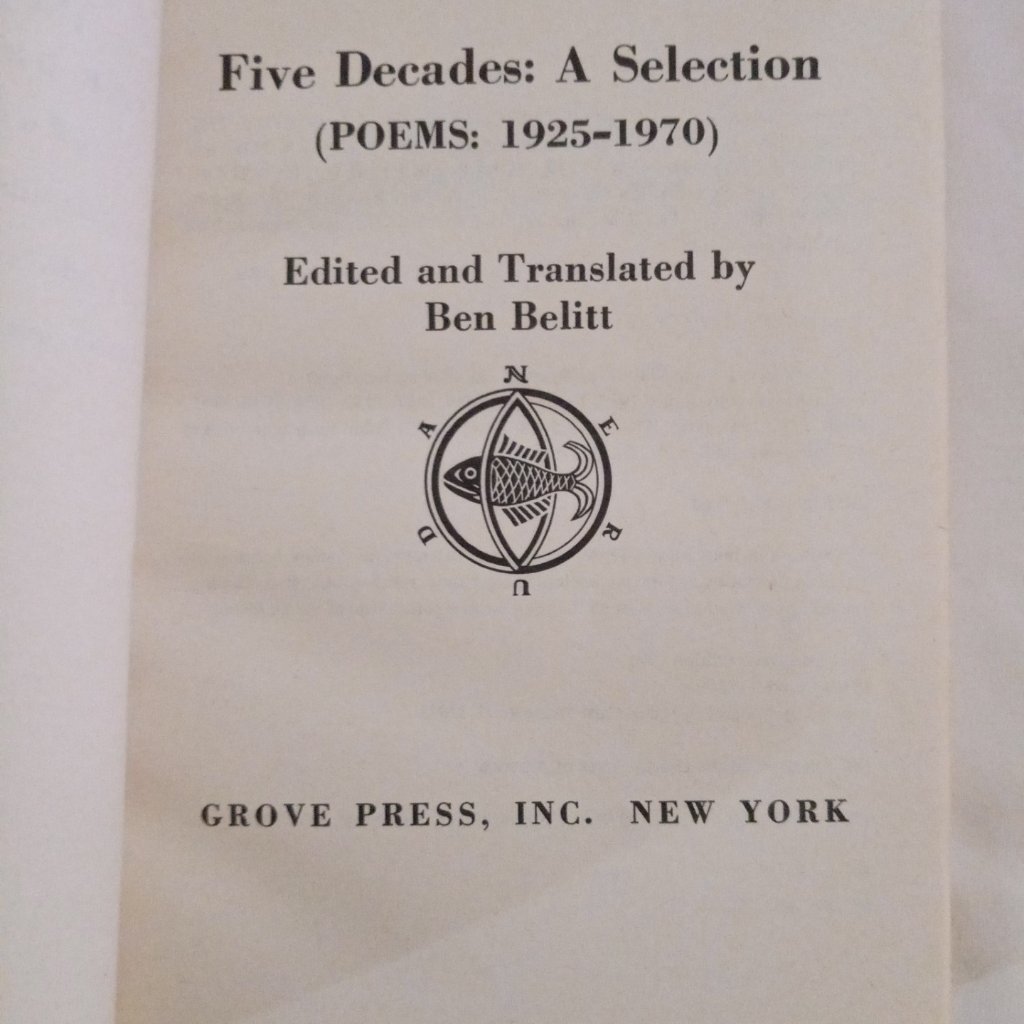 Five Decades: A Selection
(POEMS: 1925-1970)
Edited and Translated by
Ben Belitt
NERUDA
GROVE PRESS, INC. NEW YORK